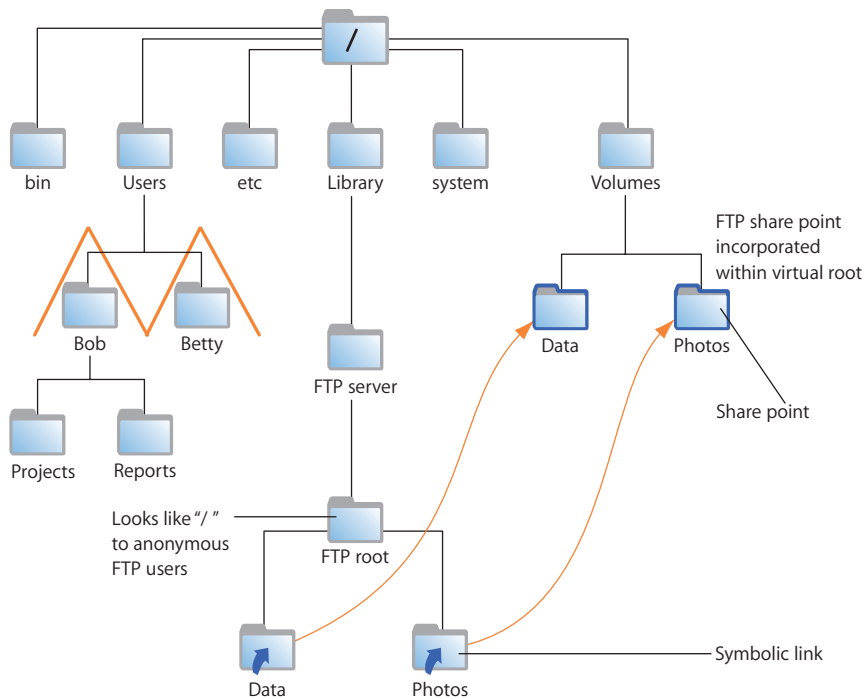 /
bin
Users
etc
Library
system
Volumes
FTP share point
incorporated
within virtual root
Bob
Betty
Data
Photos
FTP server
Share point
Projects
Reports
Looks like “/ ”
to anonymous
FTP users
FTP root
Symbolic link
Data
Photos